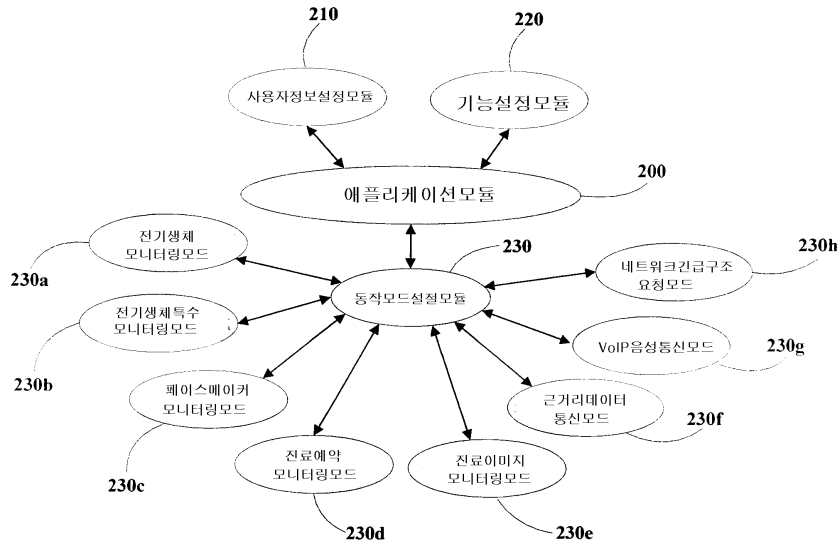 210
220
사용자정보설정모듈
기능설정모듈
200
애플리케이션모듈
230
230h
전기생체
모니터링모드
네트워크긴급구조
요청모드
230a
동작모드설절모듈
전기생체특수
모니터링모드
VoIP음성통신모드
230g
230b
페이스메이커
모니터링모드
근거리데이터
통신모드
230f
230c
진료예약
모니터링모드
진료이미지
모니터링모드
230d
230e